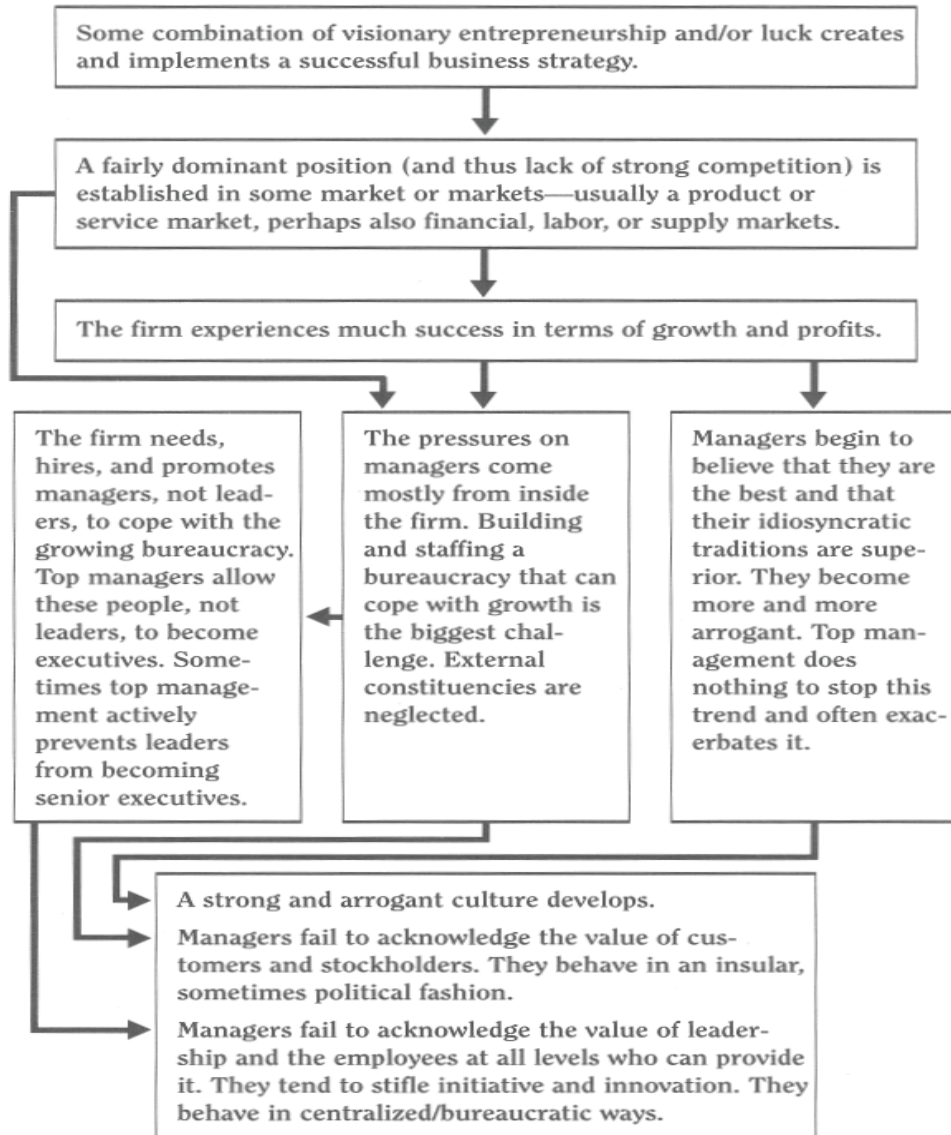 Some combination of visionary entrepreneurship and/or luck creates
and implements a successful business strategy.
A fairly dominant position (and thus lack of strong competition) is
established in some market or markets—usually a product or
service market, perhaps also financial, labor, or supply markets.
The firm experiences much success in terms of growth and profits.
The firm needs,
hires, and promotes
managers, not lead-
ers, to cope with the
growing bureaucracy.
Top managers allow
these people, not
leaders, to become
executives. Some-
times top manage-
ment actively
prevents leaders
from becoming
senior executives.
The pressures on
managers come
mostly from inside
the firm. Building
and staffing a
bureaucracy that can
cope with growth is
the biggest chal-
lenge. External
constituencies are
neglected.
Managers begin to
believe that they are
the best and that
their idiosyncratic
traditions are supe-
rior. They become
more and more
arrogant. Top man-
agement does
nothing to stop this
trend and often exac-
erbates it.
A strong and arrogant culture develops.
Managers fail to acknowledge the value of cus-
tomers and stockholders. They behave in an insular,
sometimes political fashion.
Managers fail to acknowledge the value of leader-
ship and the employees at all levels who can provide
it. They tend to stifle initiative and innovation. They
behave in centralized/bureaucratic ways.